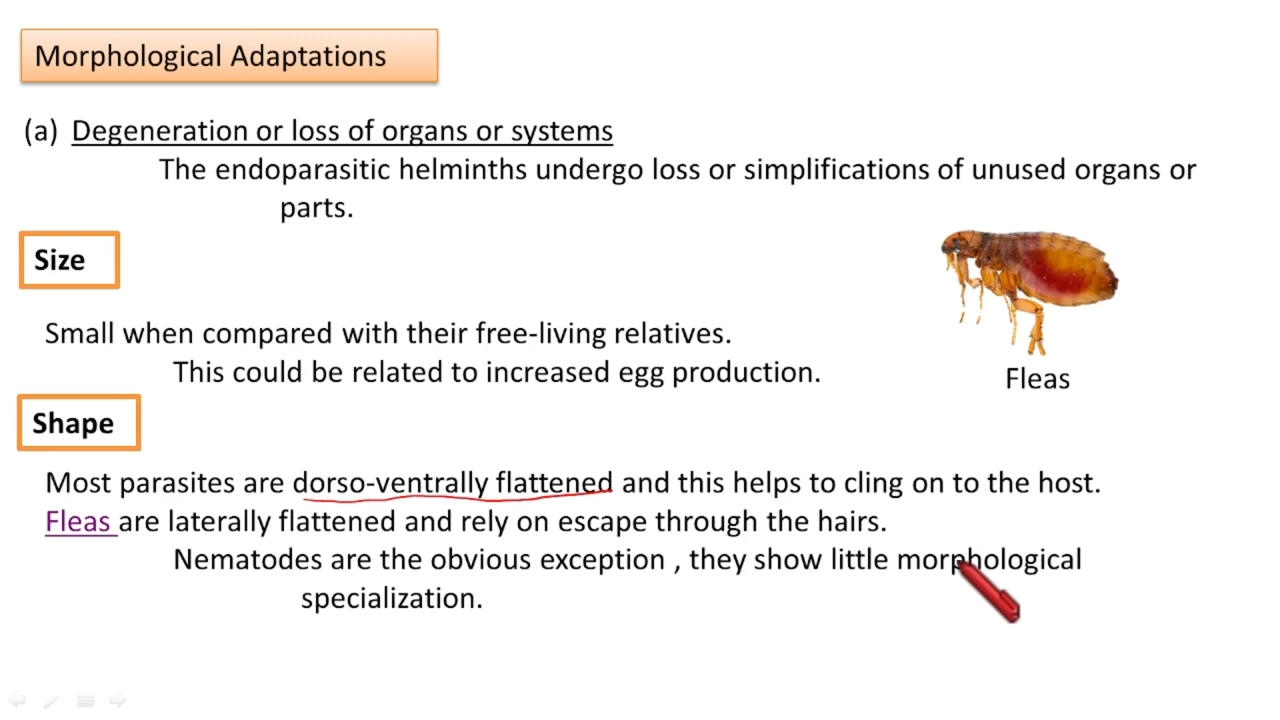 Morphological Adaptations
(a) Degeneration or loss of organs or systems
The endoparasitic helminths undergo loss or simplifications of unused organs or
parts.
Size
Small when compared with their free-living relatives.
This could be related to increased egg production.
Fleas
Shape
Most parasites are dorso-ventrally flattened and this helps to cling on to the host.
Fleas are laterally flattened and rely on escape through the hairs.
Nematodes are the obvious exception , they show little morphological
specialization.